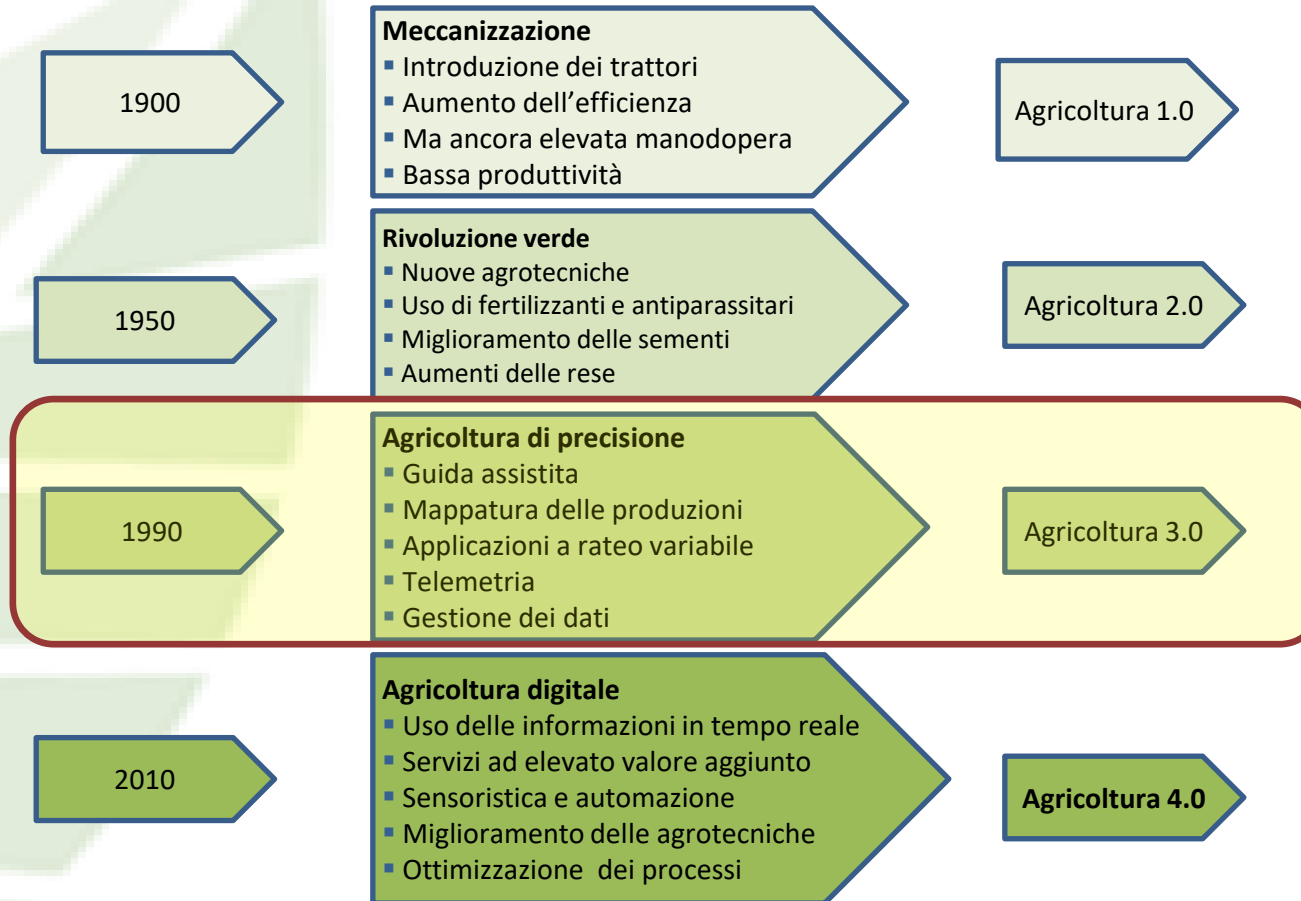 1900
Meccanizzazione
▪ Introduzione dei trattori
▪ Aumento dell’efficienza
▪ Ma ancora elevata manodopera
▪ Bassa produttività
Agricoltura 1.0
1950
Rivoluzione verde
▪ Nuove agrotecniche
▪ Uso di fertilizzanti e antiparassitari
▪ Miglioramento delle sementi
▪ Aumenti delle rese
Agricoltura 2.0
1990
Agricoltura di precisione
▪ Guida assistita
▪ Mappatura delle produzioni
▪ Applicazioni a rateo variabile
▪ Telemetria
▪ Gestione dei dati
Agricoltura 3.0
2010
Agricoltura digitale
▪ Uso delle informazioni in tempo reale
▪ Servizi ad elevato valore aggiunto
▪ Sensoristica e automazione
▪ Miglioramento delle agrotecniche
▪ Ottimizzazione dei processi
Agricoltura 4.0